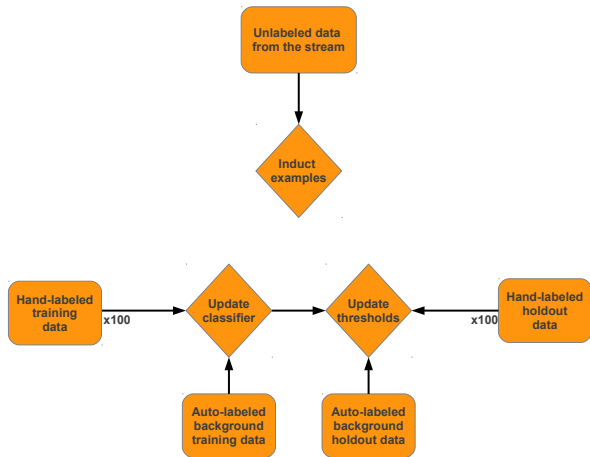 Unlabeled data
from the stream
Induct
examples
Hand-labeled
training
data
x100
Update
classifier
Update
thresholds
x100
Hand-labeled
holdout
data
Auto-labeled
background
training data
Auto-labeled
background
holdout data